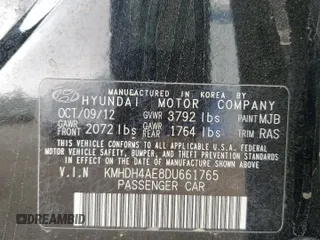 MANUFACTURED IN KOREA BY
HYUNDAI MOTOR COMPANY
OCT/09/12 GVWR 3792 lbs PAINT MJB
GAWR FRONT 2072 lbs GAWR REAR 1764 lbs TRIM RAS
THIS VEHICLE CONFORMS TO ALL APPLICABLE
U.S. FEDERAL MOTOR VEHICLE SAFETY,
BUMPER, AND THEFT PREVENTION STANDARDS
IN EFFECT ON THE DATE OF MANUFACTURE
SHOWN ABOVE.
V.I.N KMHDH4AE8DU661765
PASSENGER CAR
DREAMBID